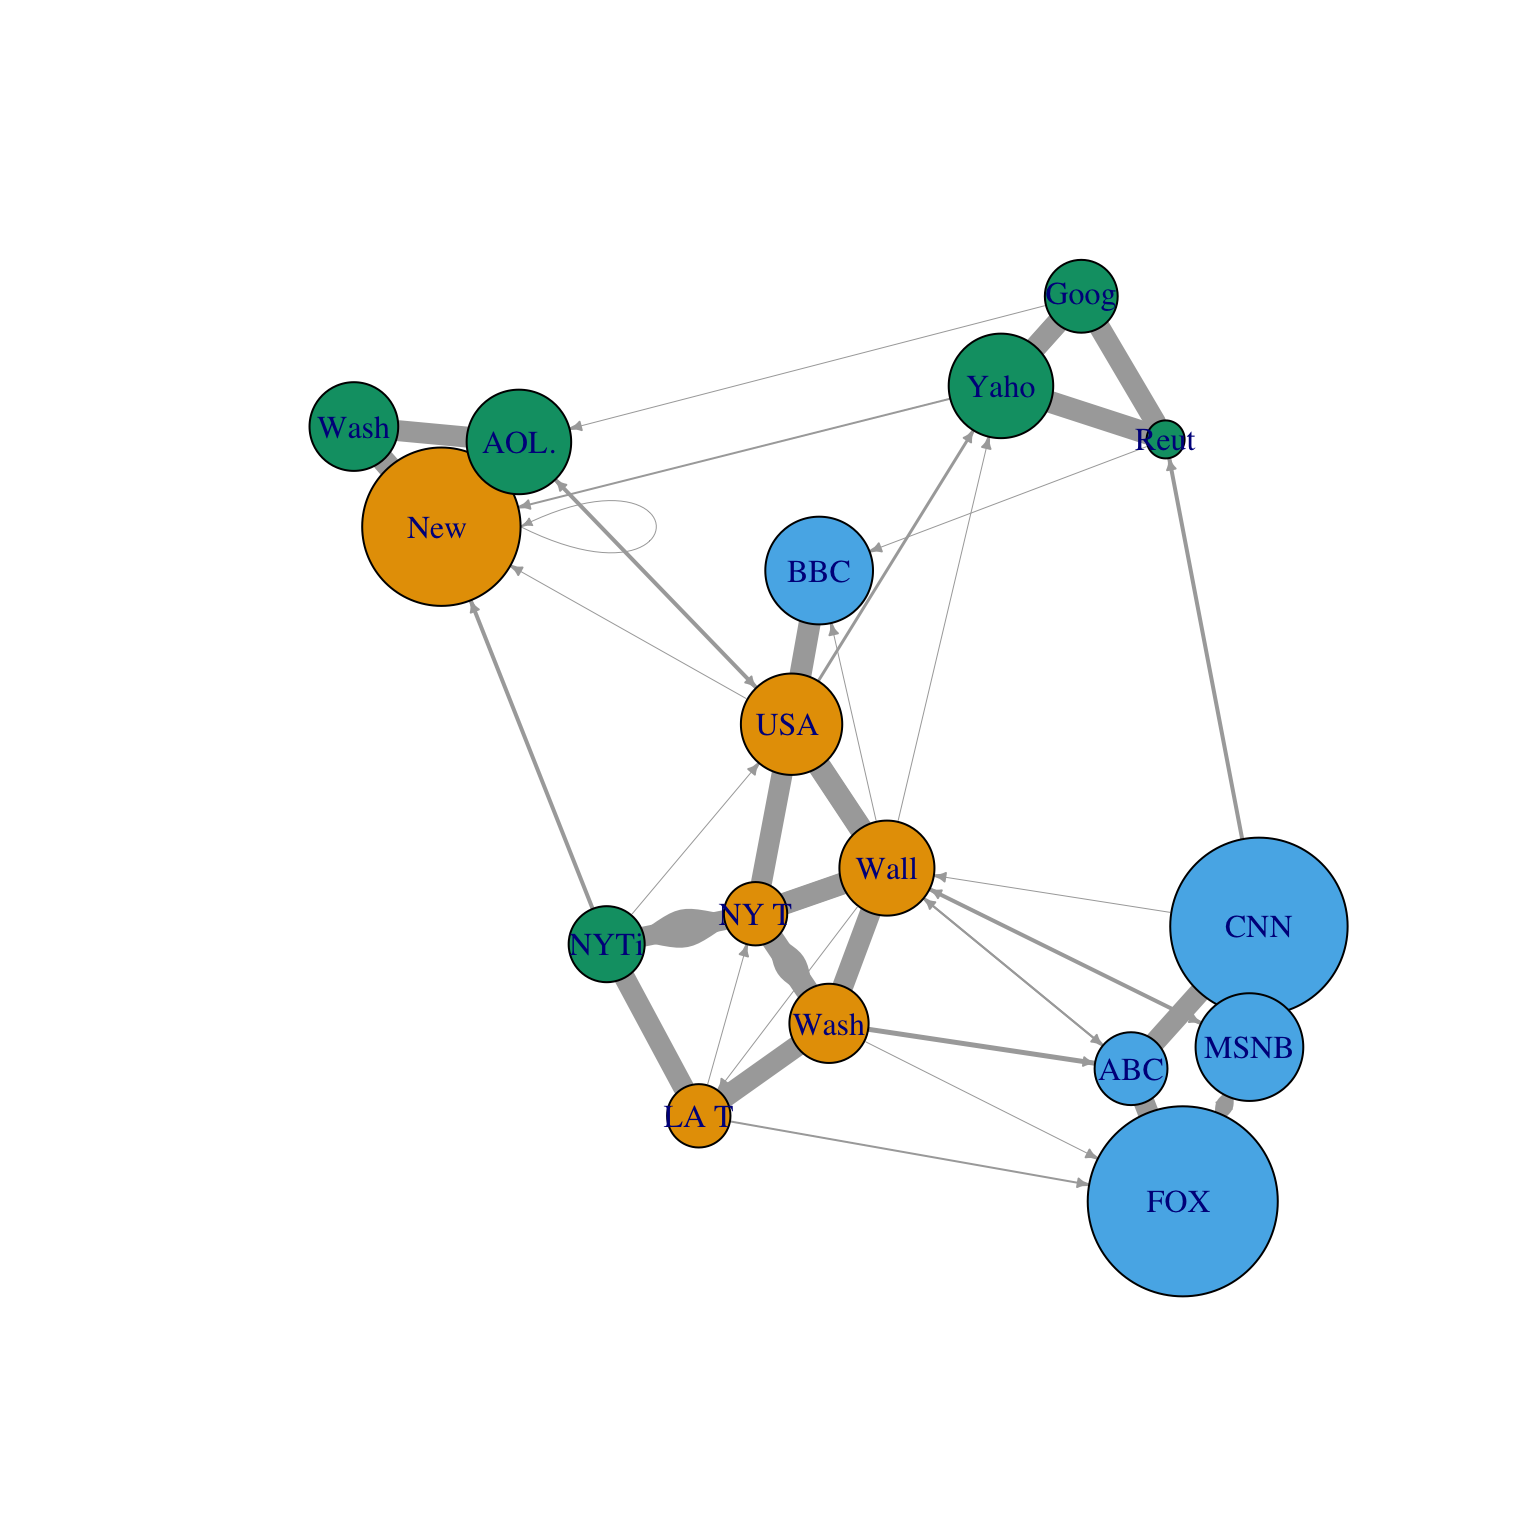 Goog
Yaho
Wash
AOL.
Reut
New
BBC
USA
Wall
NY T
CNN
NYTi
Wash
MSNB
ABC
LA T
FOX